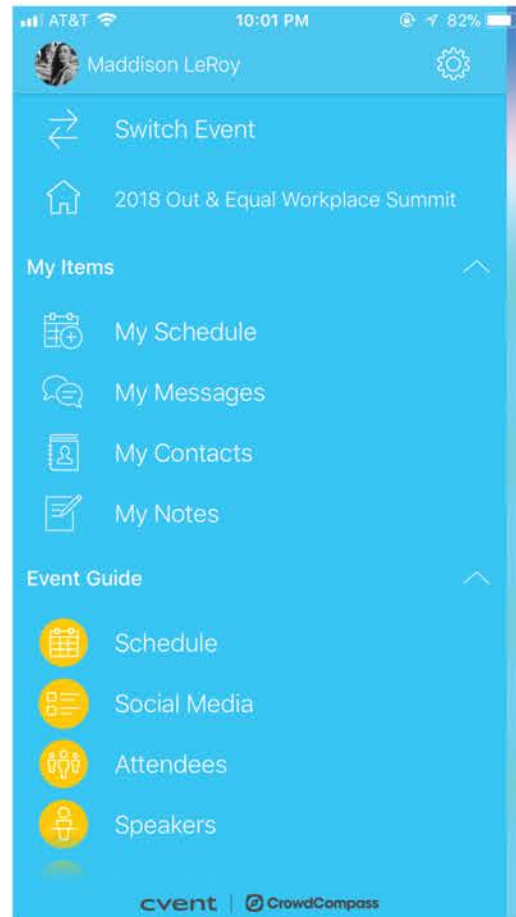 AT&T 10:01 PM 82%
Maddison LeRoy
Switch Event
2018 Out & Equal Workplace Summit
My Items
My Schedule
My Messages
My Contacts
My Notes
Event Guide
Schedule
Social Media
Attendees
Speakers
cvent | CrowdCompass